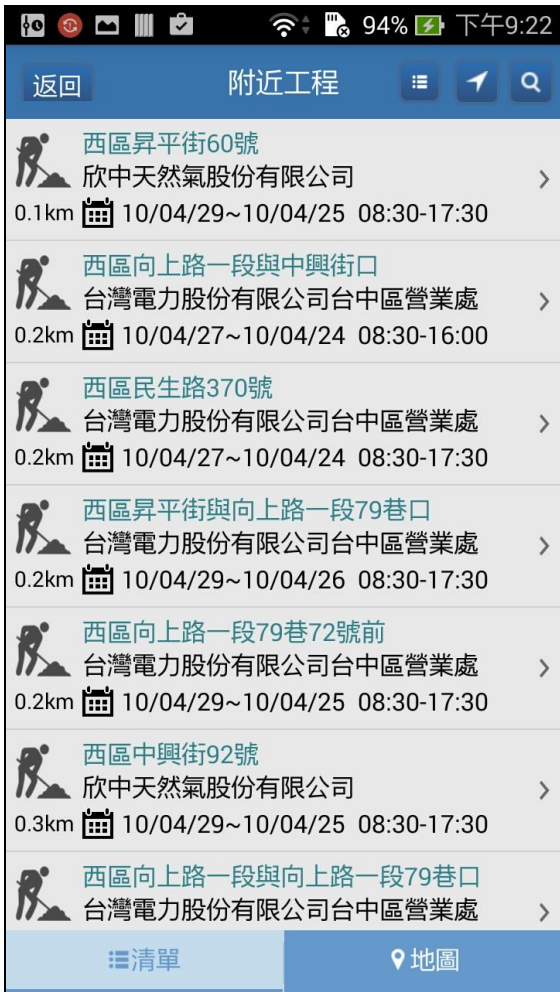 94% 下午9:22
返回 附近工程
西區昇平街60號
欣中天然氣股份有限公司
0.1km 10/04/29~10/04/25 08:30-17:30
西區向上路一段與中興街口
台灣電力股份有限公司台中區營業處
0.2km 10/04/27~10/04/24 08:30-16:00
西區民生路370號
台灣電力股份有限公司台中區營業處
0.2km 10/04/27~10/04/24 08:30-17:30
西區昇平街與向上路一段79巷口
台灣電力股份有限公司台中區營業處
0.2km 10/04/29~10/04/26 08:30-17:30
西區向上路一段79巷72號前
台灣電力股份有限公司台中區營業處
0.2km 10/04/29~10/04/25 08:30-17:30
西區中興街92號
欣中天然氣股份有限公司
0.3km 10/04/29~10/04/25 08:30-17:30
西區向上路一段與向上路一段79巷口
台灣電力股份有限公司台中區營業處
清單 地圖